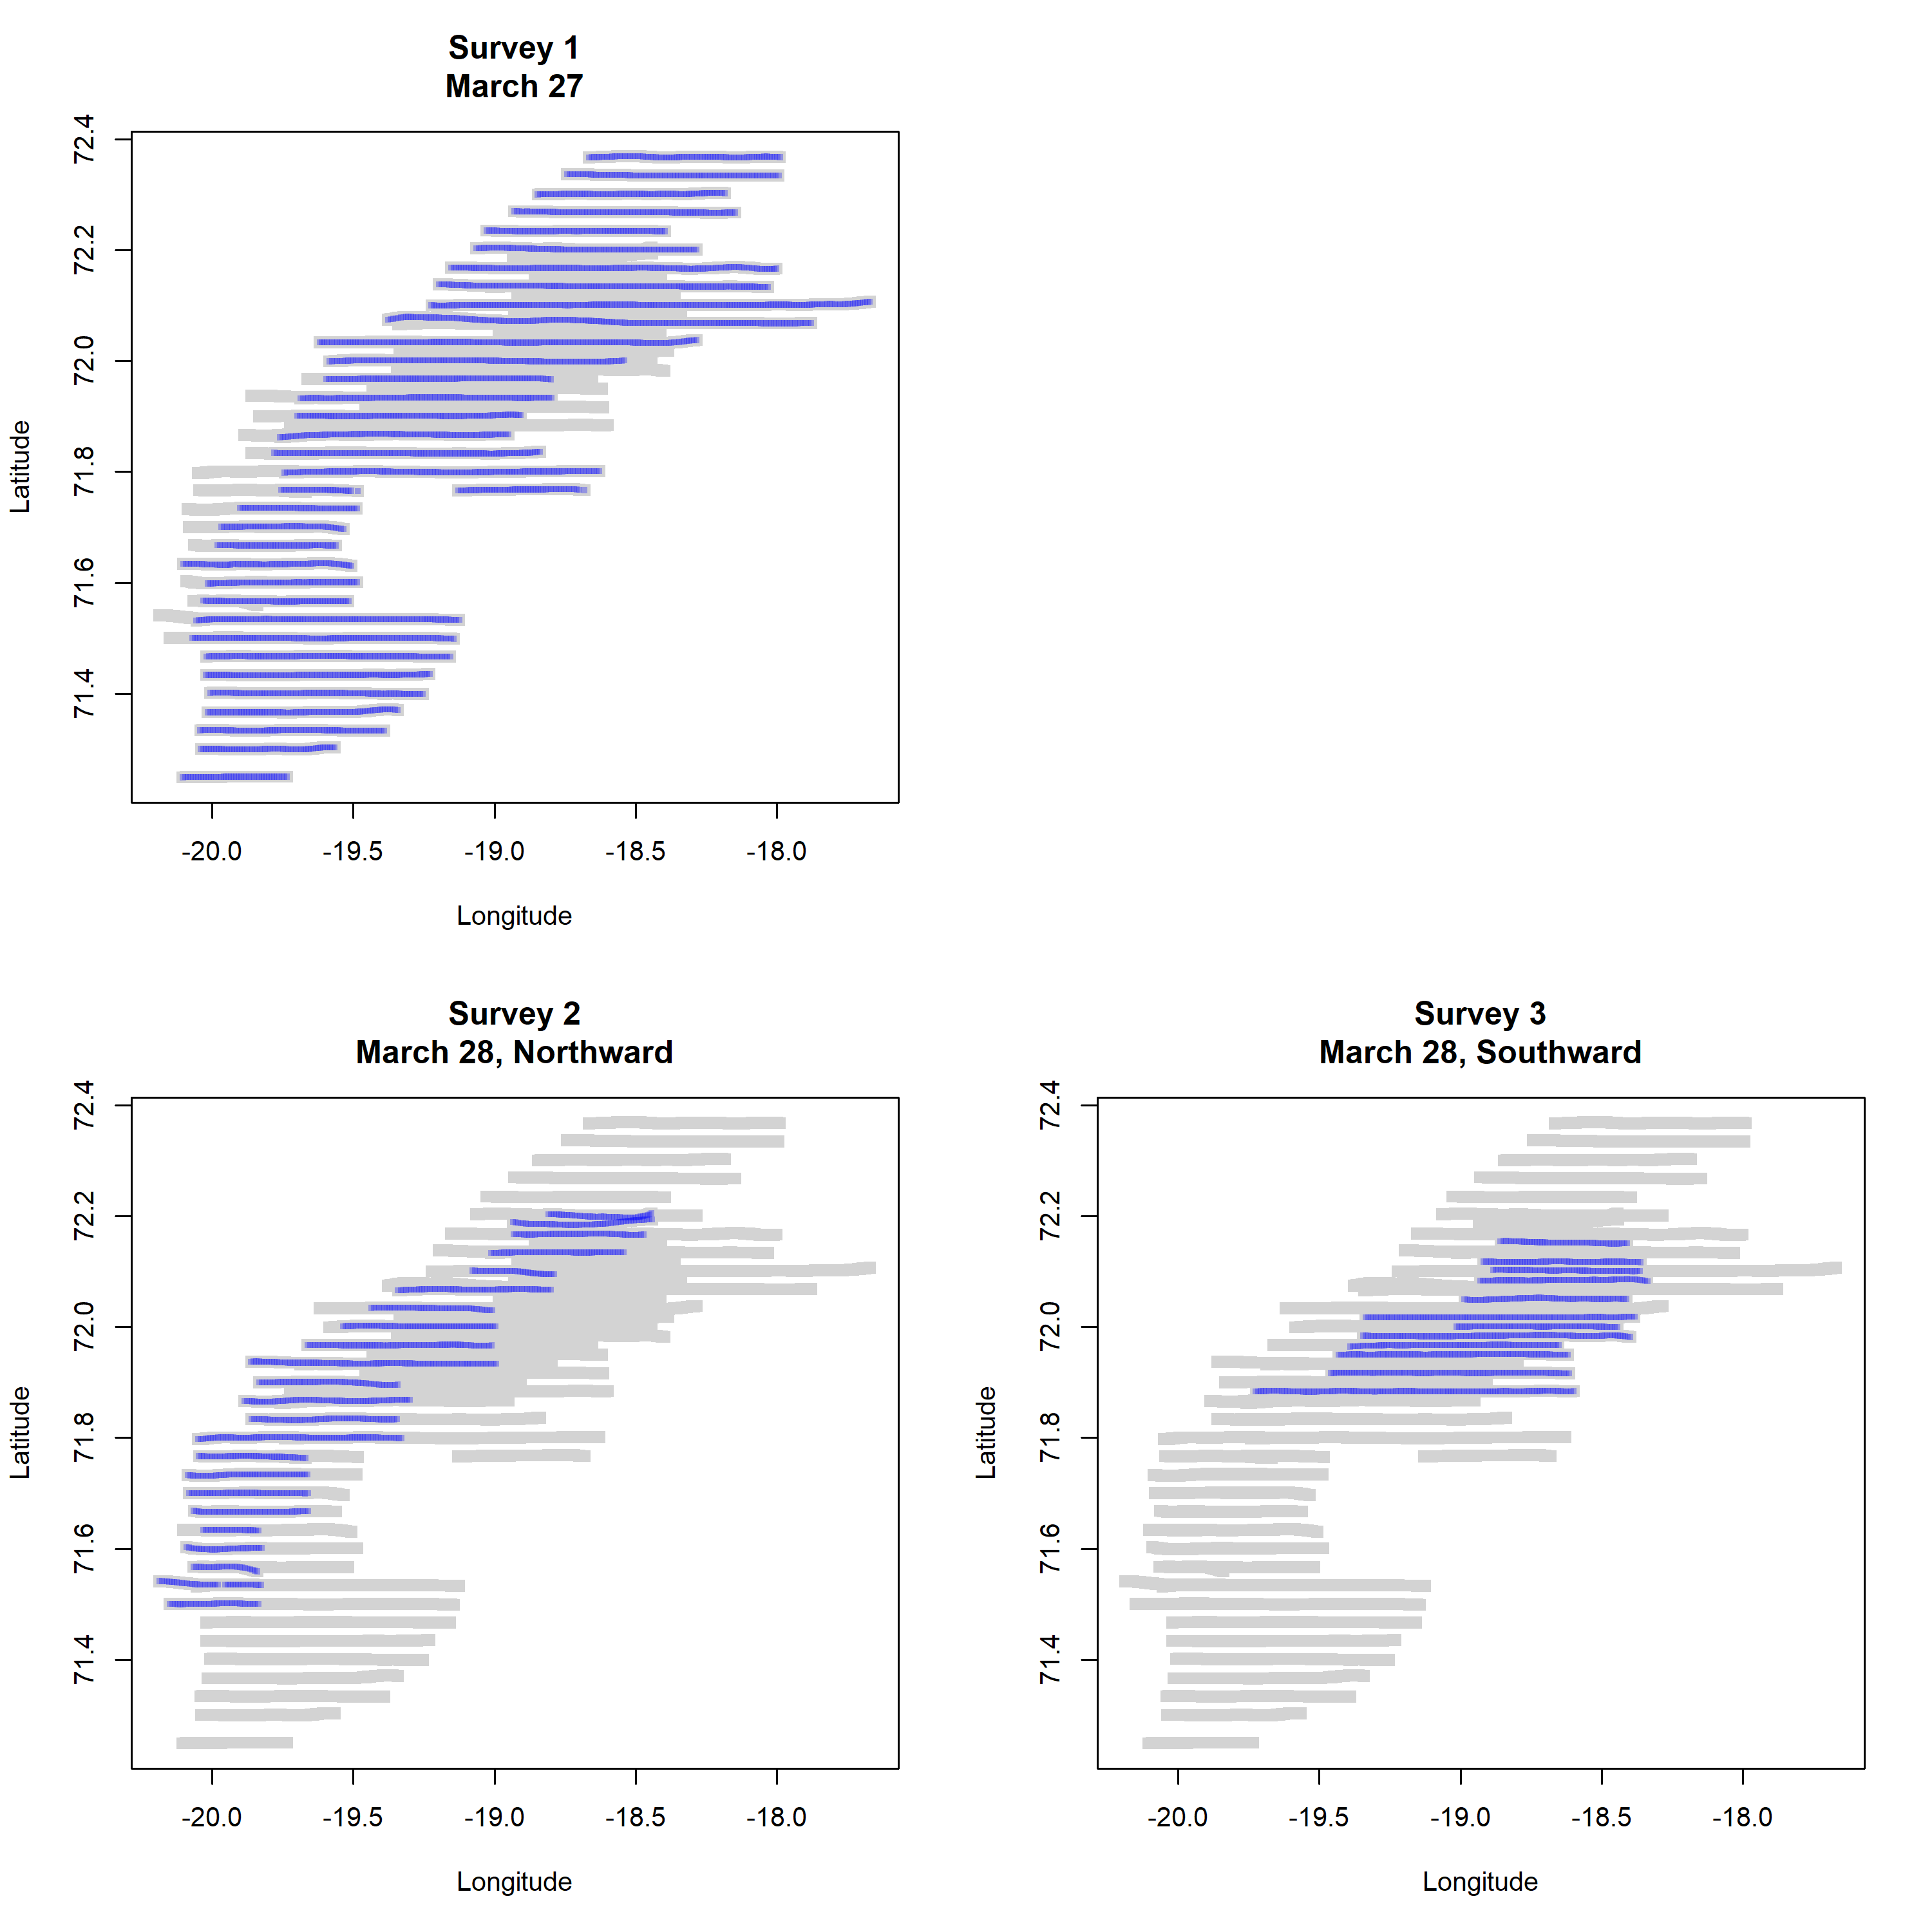 Survey 1
March 27
72.4
72.2
72.0
71.8
71.6
71.4
Latitude
-20.0 -19.5 -19.0 -18.5 -18.0
Longitude
Survey 2
March 28, Northward
72.4
72.2
72.0
71.8
71.6
71.4
Latitude
-20.0 -19.5 -19.0 -18.5 -18.0
Longitude
Survey 3
March 28, Southward
72.4
72.2
72.0
71.8
71.6
71.4
Latitude
-20.0 -19.5 -19.0 -18.5 -18.0
Longitude